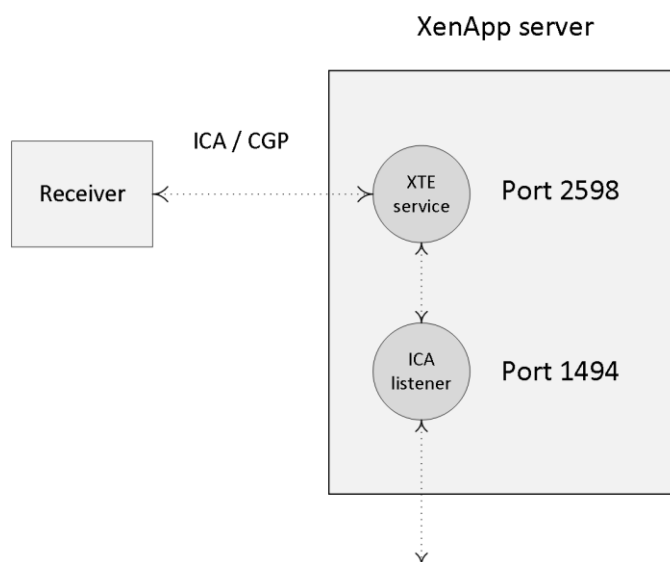 XenApp server
ICA / CGP
Receiver
XTE
service
Port 2598
ICA
listener
Port 1494